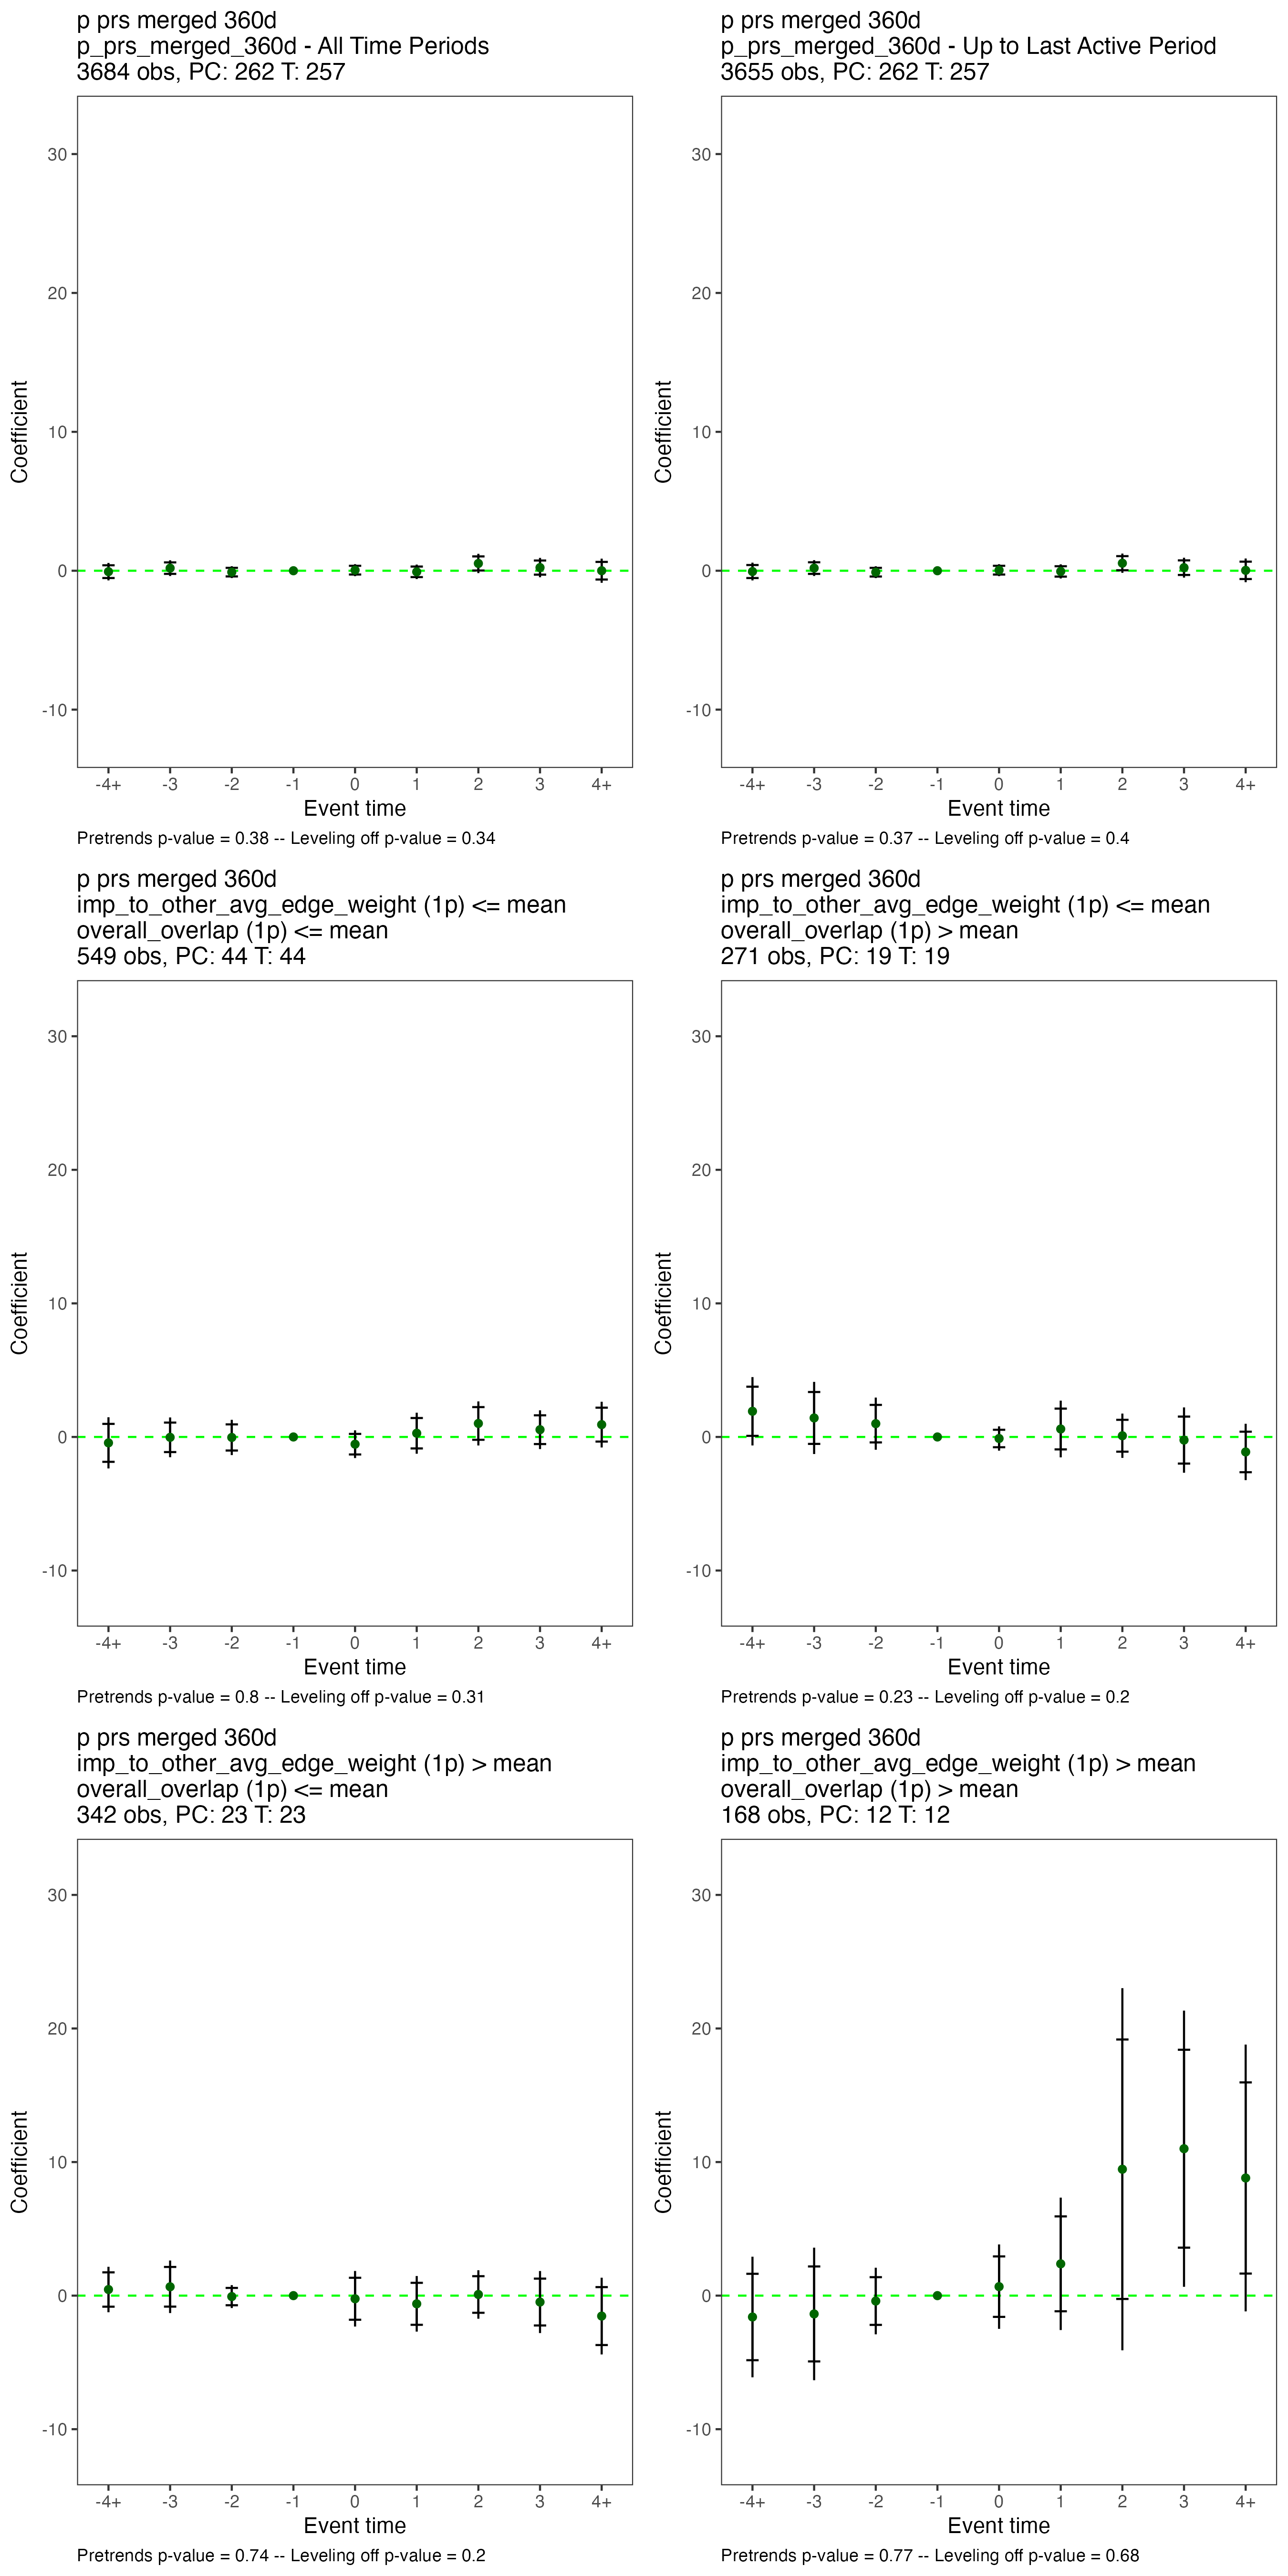 p prs merged 360d
p_prs_merged_360d - All Time Periods
3684 obs, PC: 262 T: 257
30
20
10
0
-10
Coefficient
-4+ -3 -2 -1 0 1 2 3 4+
Event time
Pretrends p-value = 0.38 -- Leveling off p-value = 0.34
p prs merged 360d
p_prs_merged_360d - Up to Last Active Period
3655 obs, PC: 262 T: 257
30
20
10
0
-10
Coefficient
-4+ -3 -2 -1 0 1 2 3 4+
Event time
Pretrends p-value = 0.37 -- Leveling off p-value = 0.4
p prs merged 360d
imp_to_other_avg_edge_weight (1p) <= mean
overall_overlap (1p) <= mean
549 obs, PC: 44 T: 44
30
20
10
0
-10
Coefficient
-4+ -3 -2 -1 0 1 2 3 4+
Event time
Pretrends p-value = 0.8 -- Leveling off p-value = 0.31
p prs merged 360d
imp_to_other_avg_edge_weight (1p) <= mean
overall_overlap (1p) > mean
271 obs, PC: 19 T: 19
30
20
10
0
-10
Coefficient
-4+ -3 -2 -1 0 1 2 3 4+
Event time
Pretrends p-value = 0.23 -- Leveling off p-value = 0.2
p prs merged 360d
imp_to_other_avg_edge_weight (1p) > mean
overall_overlap (1p) <= mean
342 obs, PC: 23 T: 23
30
20
10
0
-10
Coefficient
-4+ -3 -2 -1 0 1 2 3 4+
Event time
Pretrends p-value = 0.74 -- Leveling off p-value = 0.2
p prs merged 360d
imp_to_other_avg_edge_weight (1p) > mean
overall_overlap (1p) > mean
168 obs, PC: 12 T: 12
30
20
10
0
-10
Coefficient
-4+ -3 -2 -1 0 1 2 3 4+
Event time
Pretrends p-value = 0.77 -- Leveling off p-value = 0.68